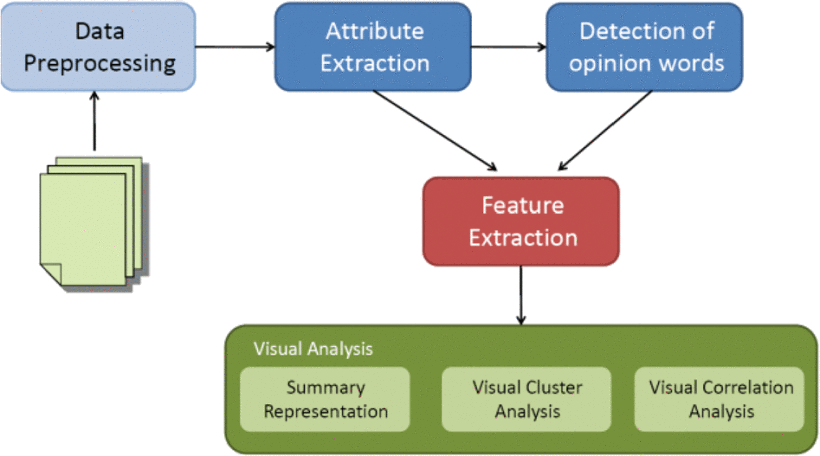 Data
Preprocessing
Attribute
Extraction
Detection of
opinion words
Feature
Extraction
Visual Analysis
Summary
Representation
Visual Cluster
Analysis
Visual Correlation
Analysis